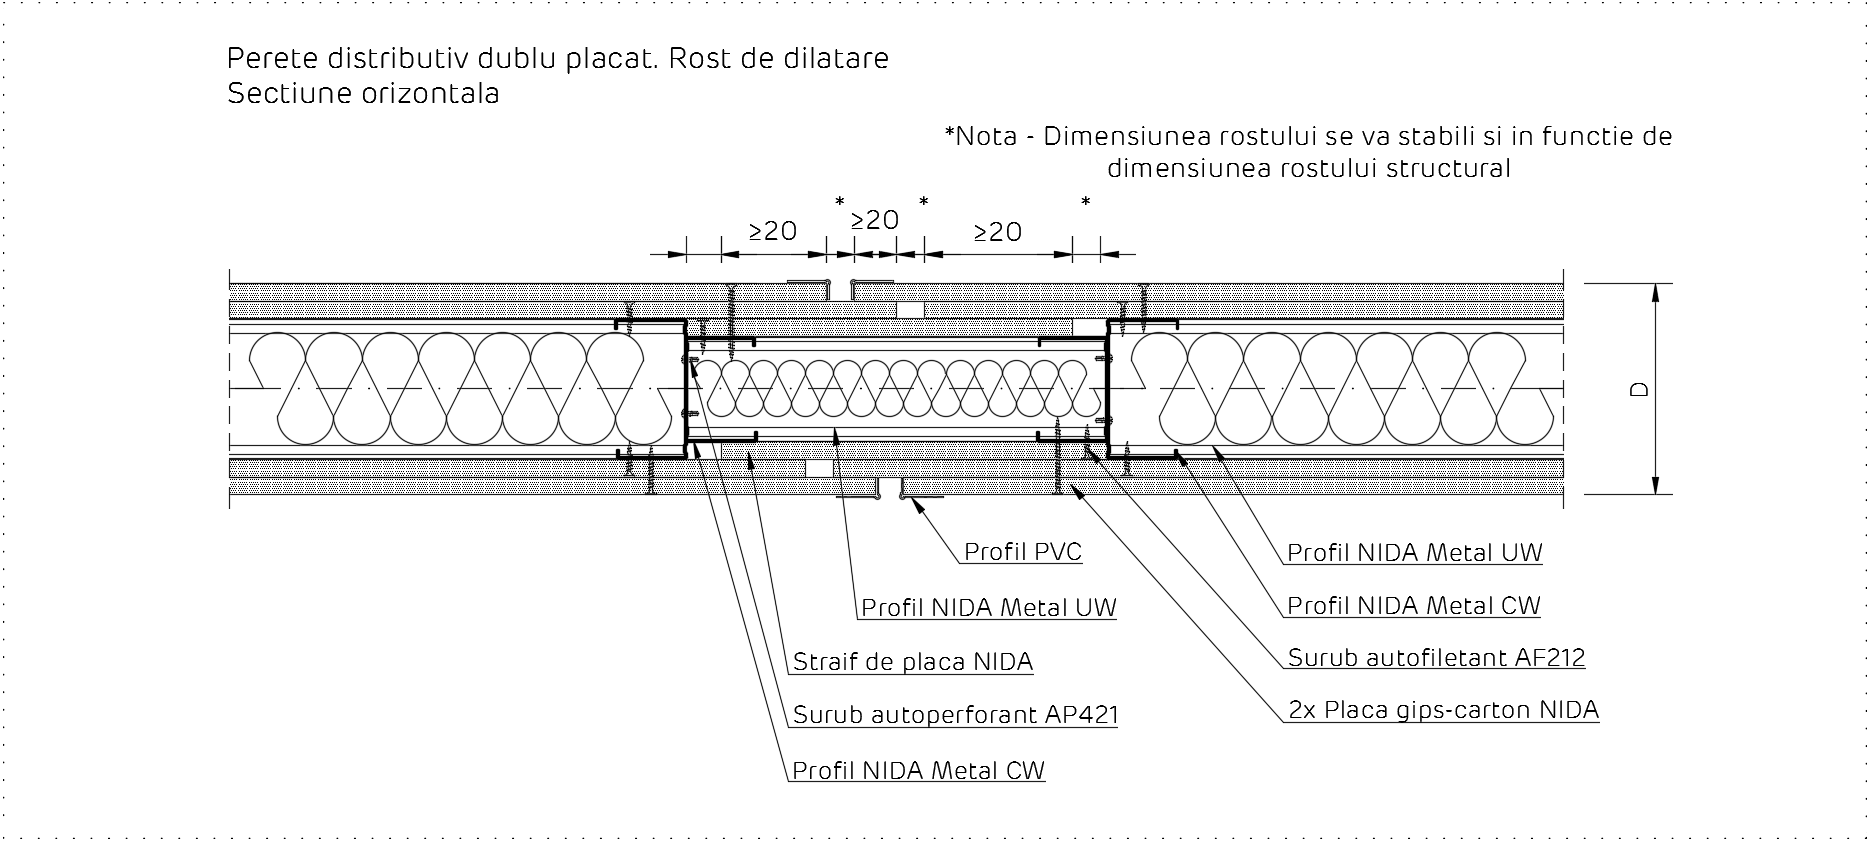 Perete distributiv dublu placat. Rost de dilatare
Sectiune orizontala
*Nota - Dimensiunea rostului se va stabili si in functie de
dimensiunea rostului structural
* * *
≥20 ≥20 ≥20
D
Profil PVC
Profil NIDA Metal UW
Profil NIDA Metal UW
Profil NIDA Metal CW
Straif de placa NIDA
Surub autofiletant AF212
Surub autoperforant AP421
2x Placa gips-carton NIDA
Profil NIDA Metal CW